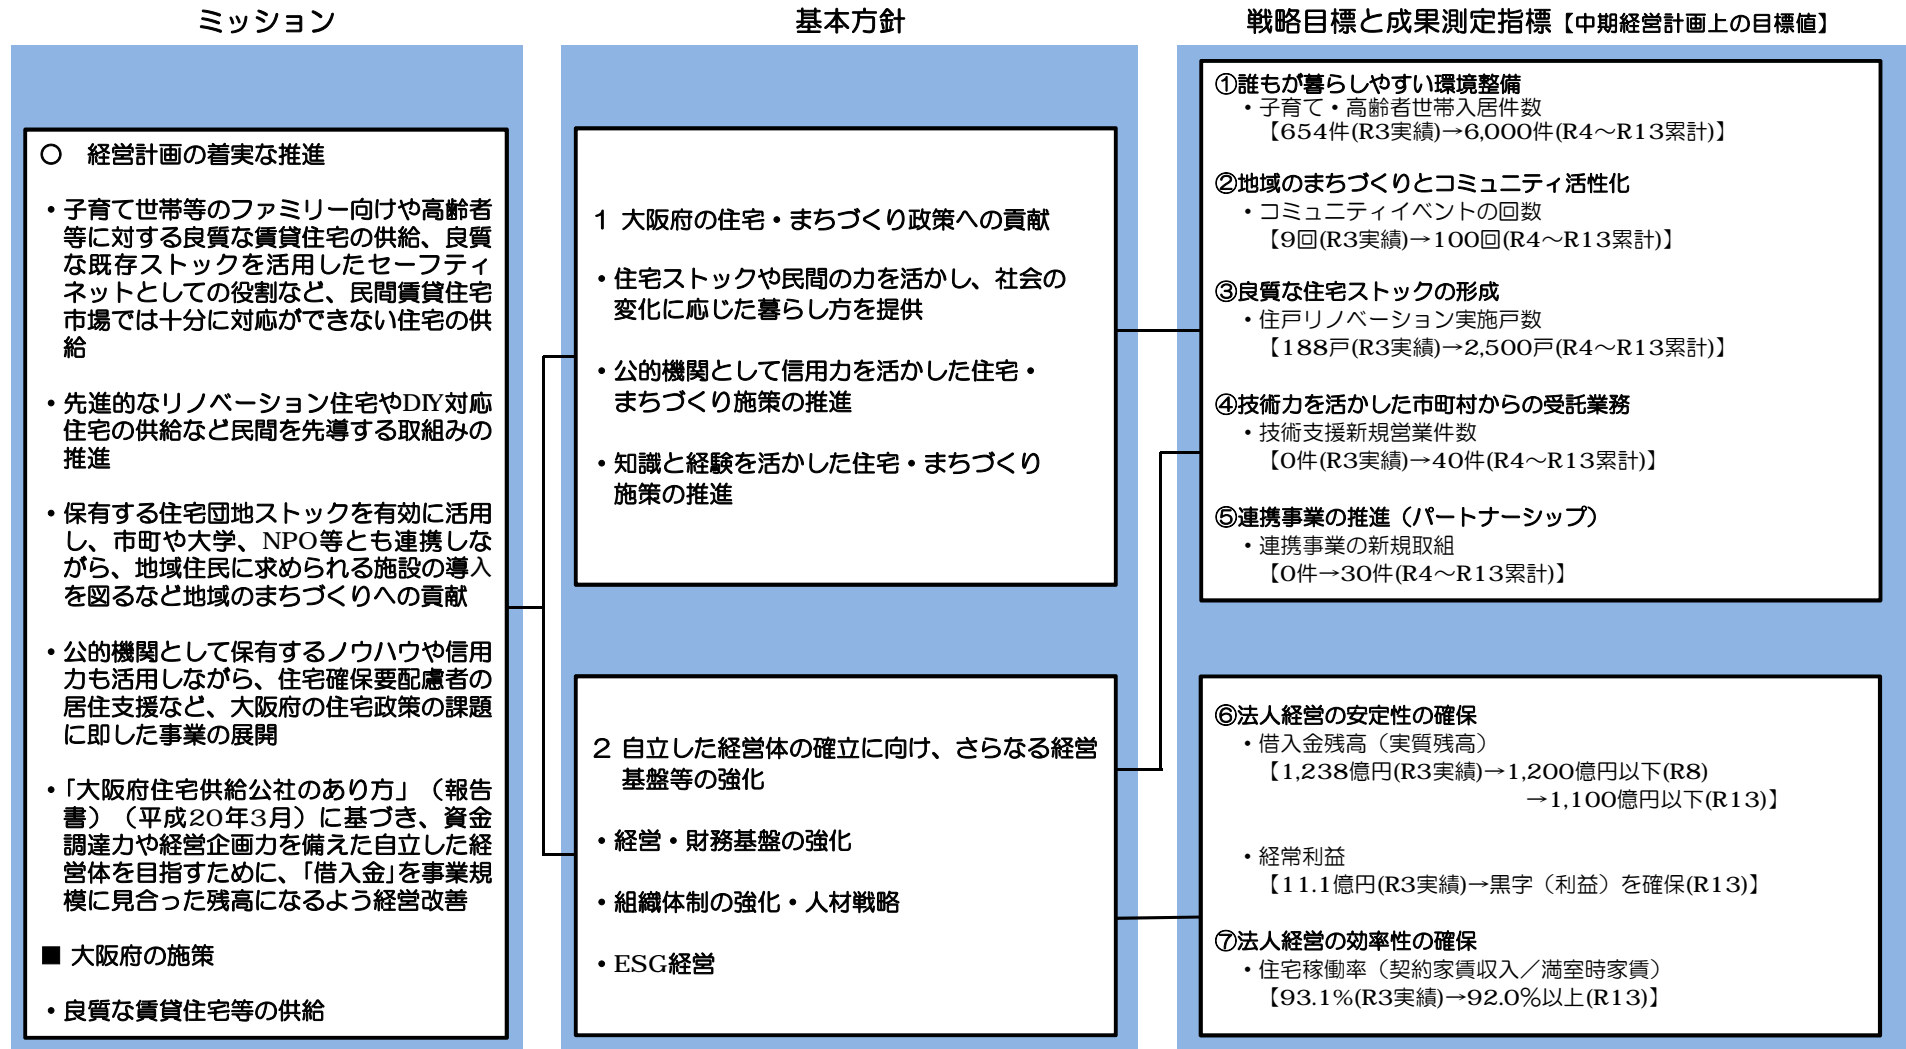 ミッション
基本方針
戦略目標と成果測定指標【中期経営計画上の目標値】
○　経営計画の着実な推進
・子育て世帯等のファミリー向けや高齢者
等に対する良質な賃貸住宅の供給、良質
な既存ストックを活用したセーフティ
ネットとしての役割など、民間賃貸住宅
市場では十分に対応ができない住宅の供
給
・先進的なリノベーション住宅やDIY対応
住宅の供給など民間を先導する取組みの
推進
・保有する住宅団地ストックを有効に活用
し、市町や大学、NPO等とも連携しな
がら、地域住民に求められる施設の導入
を図るなど地域のまちづくりへの貢献
・公的機関として保有するノウハウや信用
力も活用しながら、住宅確保要配慮者の
居住支援など、大阪府の住宅政策の課題
に即した事業の展開
・「大阪府住宅供給公社のあり方」（報告
書）（平成20年3月）に基づき、資金
調達力や経営企画力を備えた自立した経
営体を目指すために、「借入金」を事業規
模に見合った残高になるよう経営改善
■ 大阪府の施策
・良質な賃貸住宅等の供給
1 大阪府の住宅・まちづくり政策への貢献
・住宅ストックや民間の力を活かし、社会の
変化に応じた暮らし方を提供
・公的機関として信用力を活かした住宅・
まちづくり施策の推進
・知識と経験を活かした住宅・まちづくり
施策の推進
2 自立した経営体の確立に向け、さらなる経営
基盤等の強化
・経営・財務基盤の強化
・組織体制の強化・人材戦略
・ESG経営
①誰もが暮らしやすい環境整備
・子育て・高齢者世帯入居件数
【654件(R3実績)→6,000件(R4～R13累計)】
②地域のまちづくりとコミュニティ活性化
・コミュニティイベントの回数
【9回(R3実績)→100回(R4～R13累計)】
③良質な住宅ストックの形成
・住戸リノベーション実施戸数
【188戸(R3実績)→2,500戸(R4～R13累計)】
④技術力を活かした市町村からの受託業務
・技術支援新規営業件数
【0件(R3実績)→40件(R4～R13累計)】
⑤連携事業の推進（パートナーシップ）
・連携事業の新規取組
【0件→30件(R4～R13累計)】
⑥法人経営の安定性の確保
・借入金残高（実質残高）
【1,238億円(R3実績)→1,200億円以下(R8)
→1,100億円以下(R13)】
・経常利益
【11.1億円(R3実績)→黒字（利益）を確保(R13)】
⑦法人経営の効率性の確保
・住宅稼働率（契約家賃収入／満室時家賃）
【93.1%(R3実績)→92.0%以上(R13)】